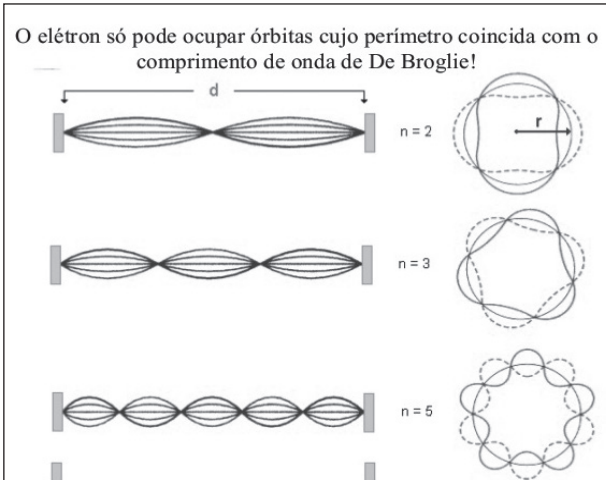 O elétron só pode ocupar órbitas cujo perímetro coincida com o
comprimento de onda de De Broglie!
d
n = 2
r
n = 3
n = 5